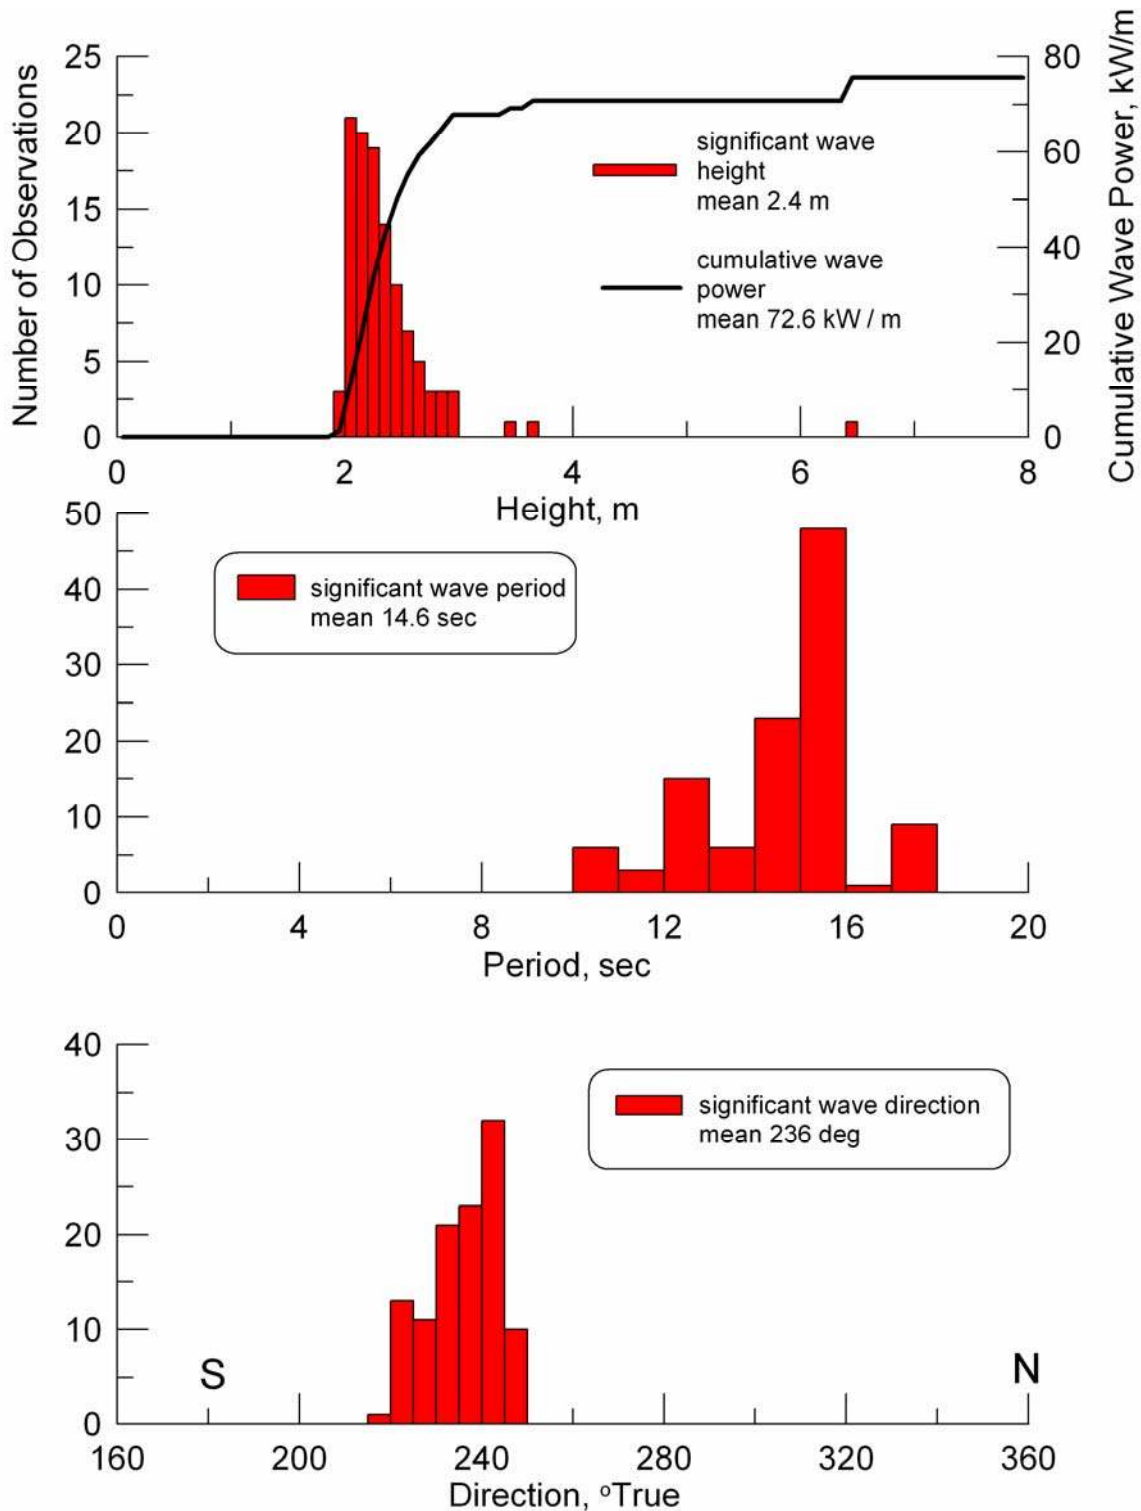 Number of Observations
25
20
15
10
5
0
80
60
40
20
0
Cumulative Wave Power, kW/m
significant wave
height
mean 2.4 m
cumulative wave
power
mean 72.6 kW / m
0 2 4 6 8
Height, m
50
40
30
20
10
0
significant wave period
mean 14.6 sec
0 4 8 12 16 20
Period, sec
40
30
20
10
0
significant wave direction
mean 236 deg
S N
160 200 240 280 320 360
Direction, ºTrue